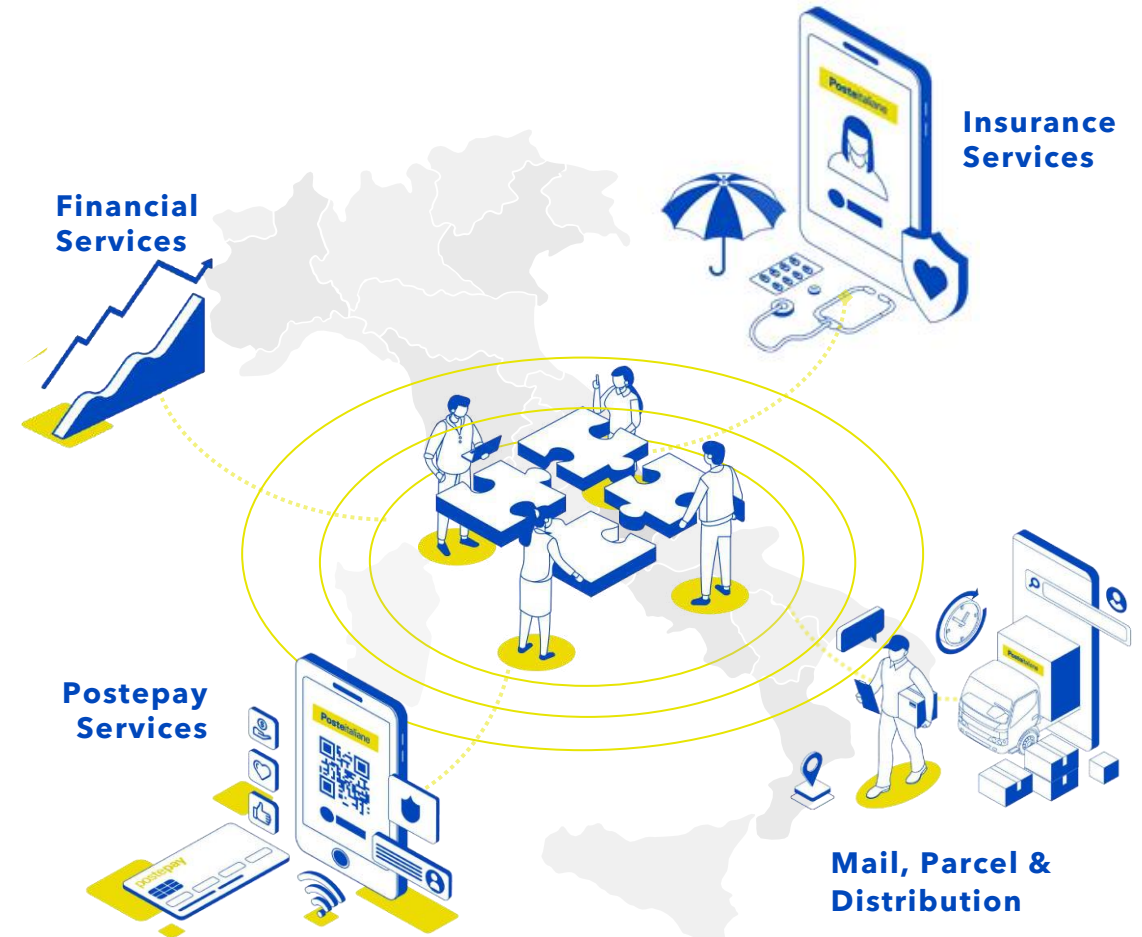 Posteitaliane
Insurance
Services
Financial
Services
Postepay
Services
Posteitaliane
postepay
Posteitaliane
Mail, Parcel &
Distribution